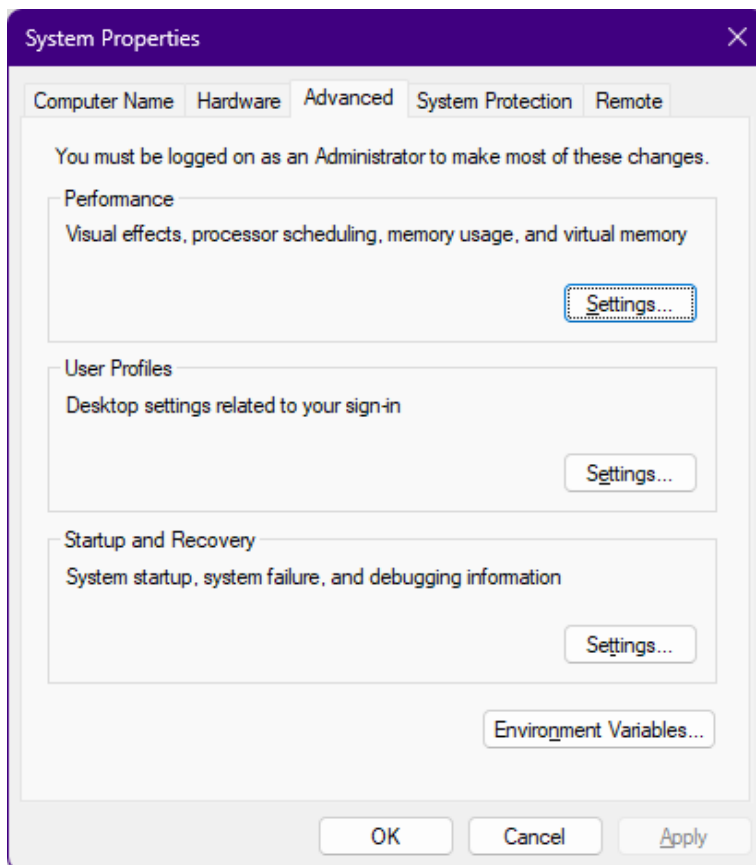 System Properties
Computer Name Hardware Advanced System Protection Remote
You must be logged on as an Administrator to make most of these changes.
Performance
Visual effects, processor scheduling, memory usage, and virtual memory
Settings...
User Profiles
Desktop settings related to your sign-in
Settings...
Startup and Recovery
System startup, system failure, and debugging information
Settings...
Environment Variables...
OK Cancel Apply